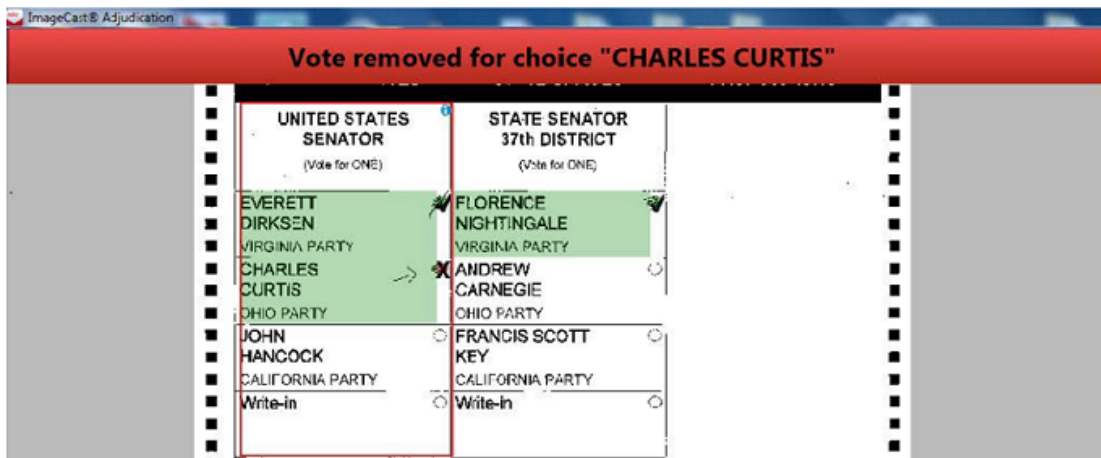 ImageCast® Adjudication
Vote removed for choice "CHARLES CURTIS"
UNITED STATES
SENATOR
(Vote for ONE)
EVERETT
DIRKSEN
VIRGINIA PARTY
CHARLES
CURTIS
OHIO PARTY
JOHN
HANCOCK
CALIFORNIA PARTY
Write-in
STATE SENATOR
37th DISTRICT
(Vote for ONE)
FLORENCE
NIGHTINGALE
VIRGINIA PARTY
ANDREW
CARNEGIE
OHIO PARTY
FRANCIS SCOTT
KEY
CALIFORNIA PARTY
Write-in